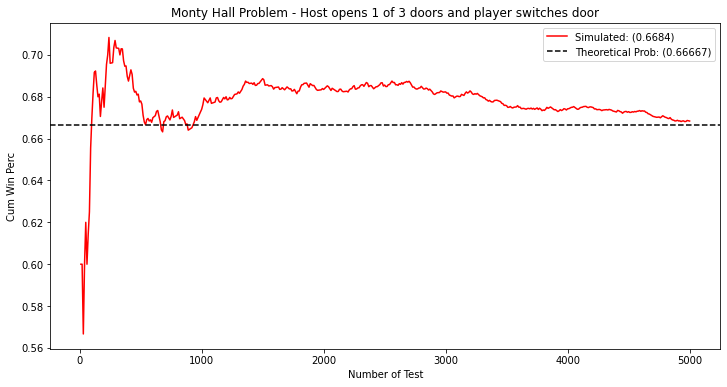 Monty Hall Problem - Host opens 1 of 3 doors and player switches door
Simulated: (0.6684)
Theoretical Prob: (0.66667)
Cum Win Perc
0.70
0.68
0.66
0.64
0.62
0.60
0.58
0.56
0
1000
2000
3000
4000
5000
Number of Test